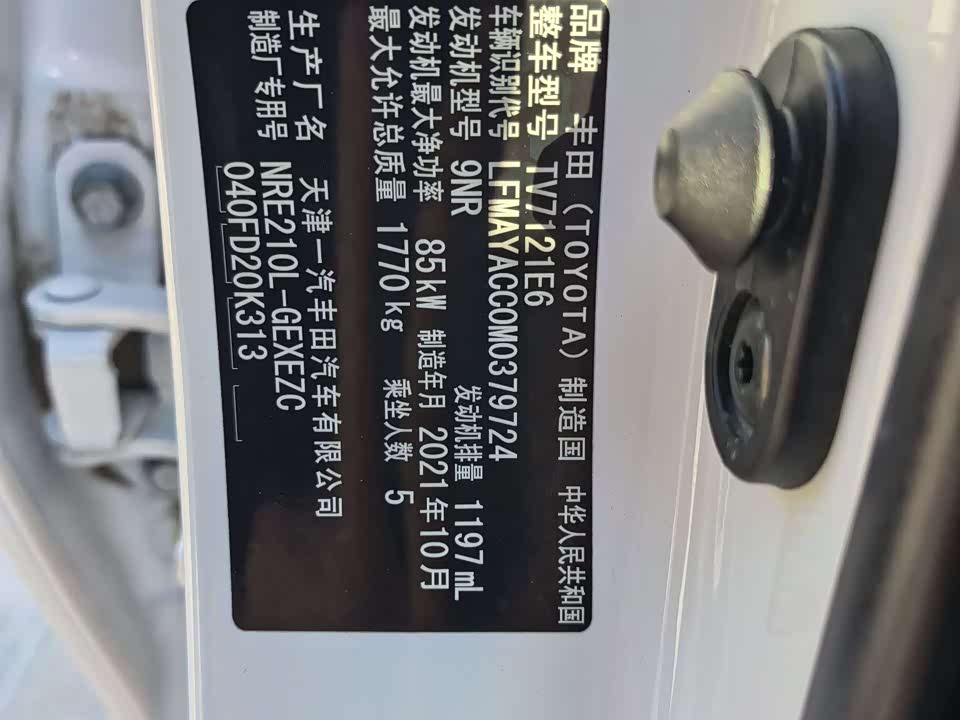 品牌 丰田（TOYOTA）制造国 中华人民共和国
整车型号 TV7121E6
车辆识别代号 LFMAYACC0M0379724
发动机型号 9NR 发动机排量 1197mL
发动机最大净功率 85kW 制造年月 2021年10月
最大允许总质量 1770kg 乘坐人数 5
生产厂名 天津一汽丰田汽车有限公司
制造厂专用号 NRE210L-GEXEZC
040FD20K313